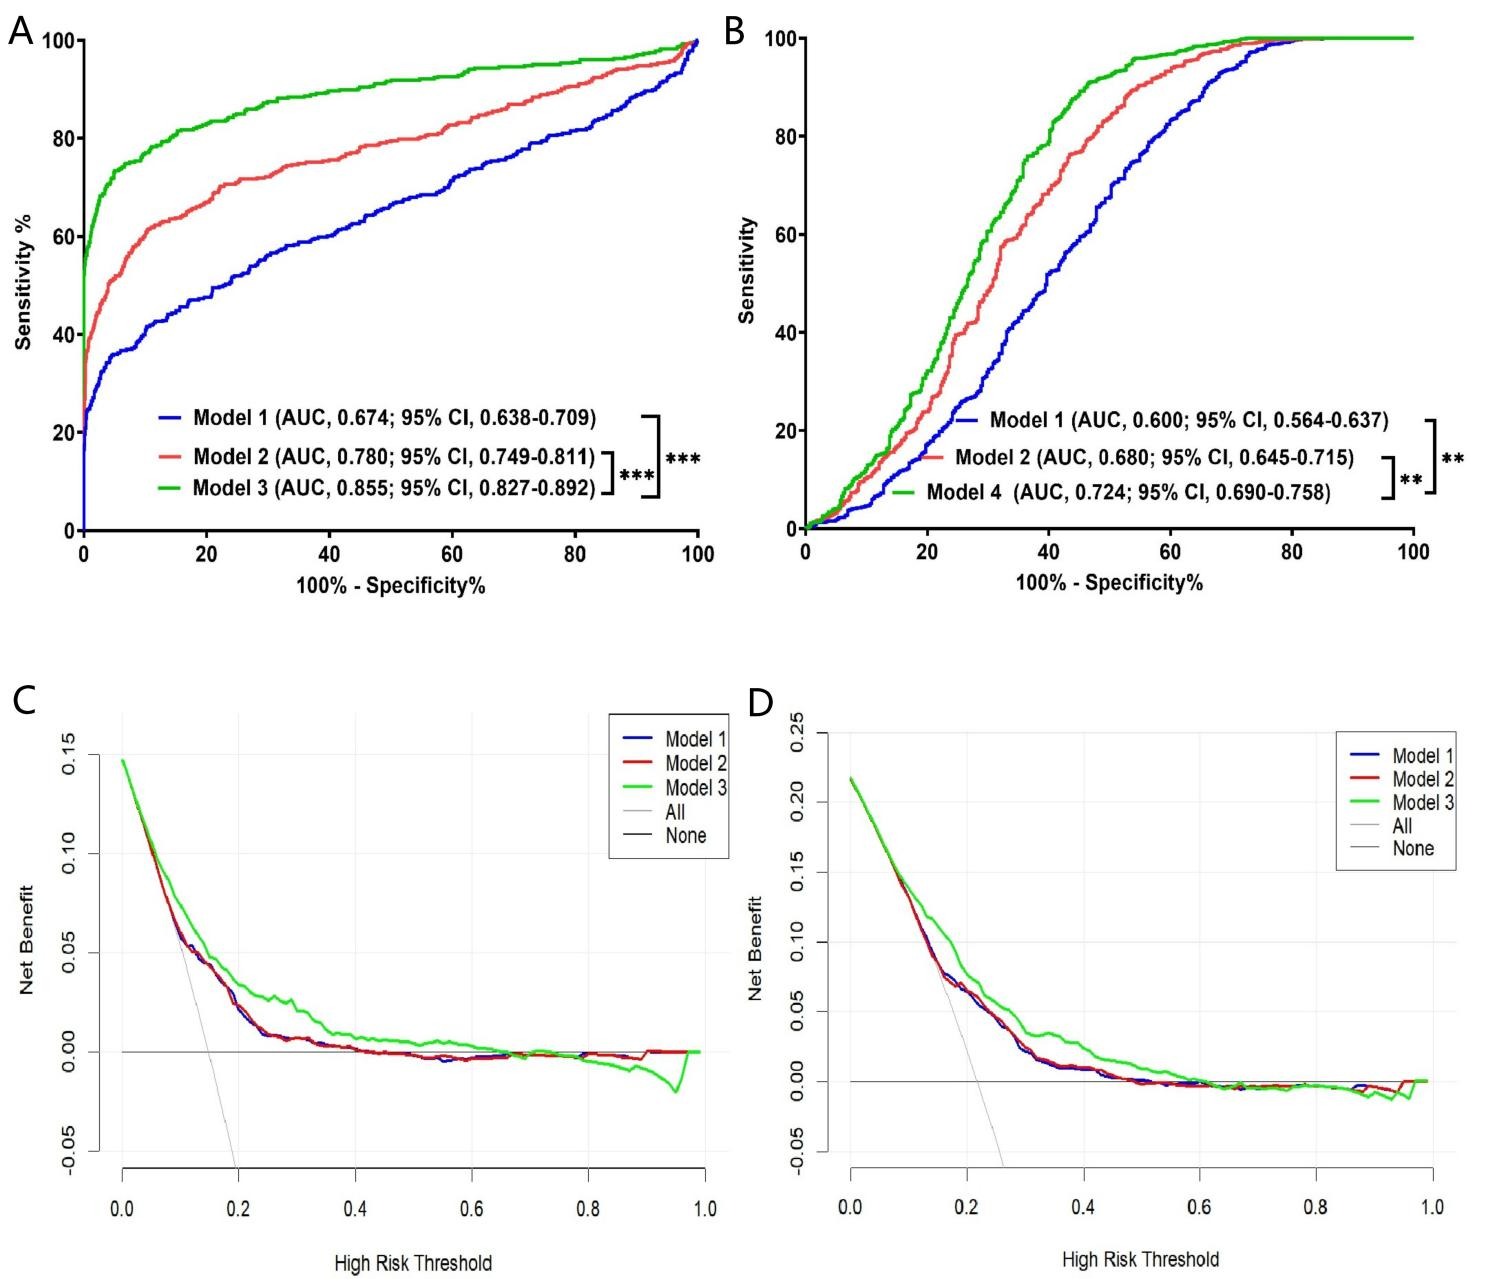 A
100
80
60
40
20
0
Sensitivity %
Model 1 (AUC, 0.674; 95% CI, 0.638-0.709)
Model 2 (AUC, 0.780; 95% CI, 0.749-0.811)
Model 3 (AUC, 0.855; 95% CI, 0.827-0.892)
***
***
0 20 40 60 80 100
100% - Specificity%
B
100
80
60
40
20
0
Sensitivity
Model 1 (AUC, 0.600; 95% CI, 0.564-0.637)
Model 2 (AUC, 0.680; 95% CI, 0.645-0.715)
Model 4 (AUC, 0.724; 95% CI, 0.690-0.758)
**
**
0 20 40 60 80 100
100% - Specificity%
C
0.15
0.10
0.05
0.00
-0.05
Net Benefit
Model 1
Model 2
Model 3
All
None
0.0 0.2 0.4 0.6 0.8 1.0
High Risk Threshold
D
0.25
0.20
0.15
0.10
0.05
0.00
-0.05
Net Benefit
Model 1
Model 2
Model 3
All
None
0.0 0.2 0.4 0.6 0.8 1.0
High Risk Threshold